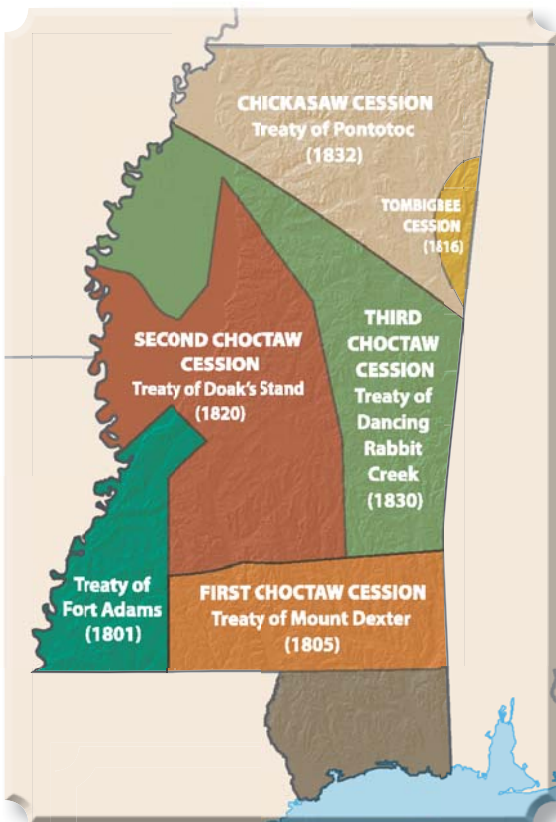 CHICKASAW CESSION
Treaty of Pontotoc
(1832)
TOMBIGBEE
CESSION
(1816)
THIRD
CHOCTAW
CESSION
Treaty of
Dancing
Rabbit
Creek
(1830)
SECOND CHOCTAW
CESSION
Treaty of Doak's Stand
(1820)
Treaty of
Fort Adams
(1801)
FIRST CHOCTAW CESSION
Treaty of Mount Dexter
(1805)